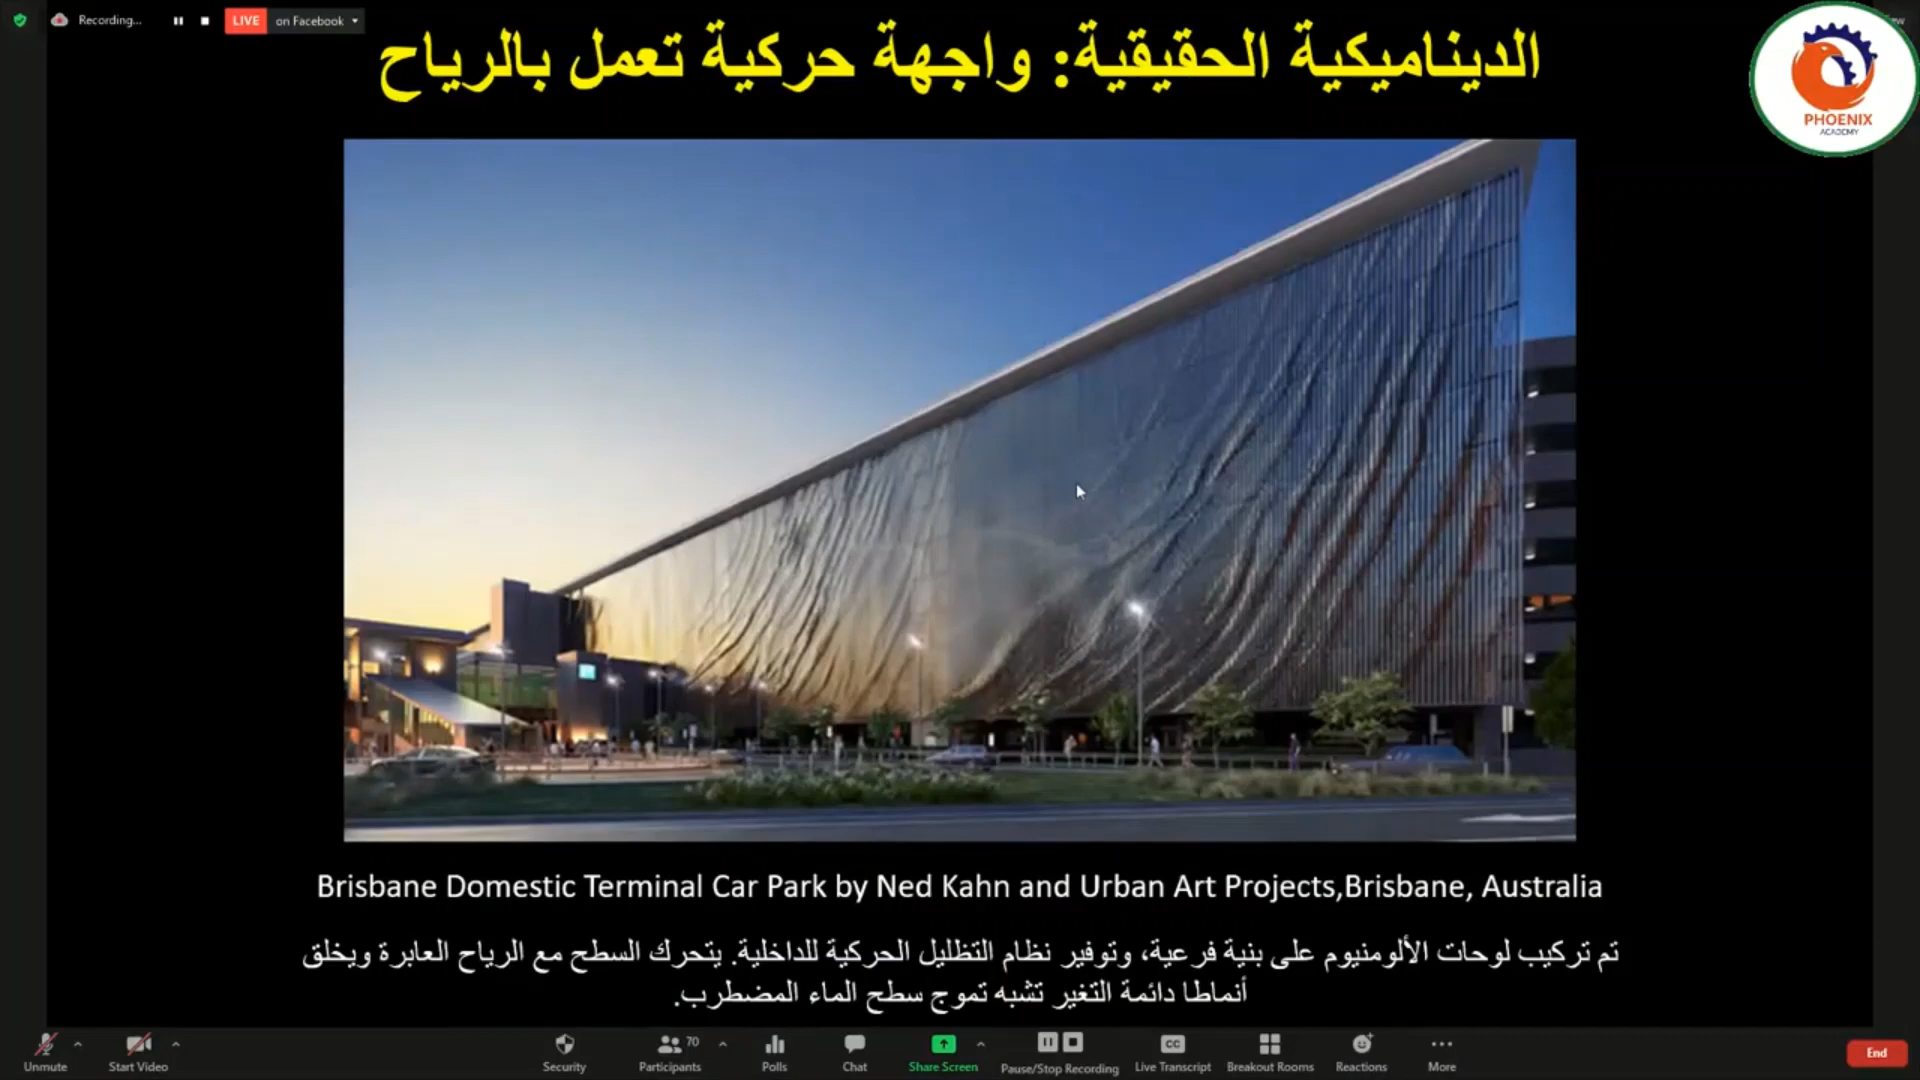 Recording...
LIVE on Facebook
الديناميكية الحقيقية: واجهة حركية تعمل بالرياح
PHOENIX
ACADEMY
Brisbane Domestic Terminal Car Park by Ned Kahn and Urban Art Projects,Brisbane, Australia
تم تركيب لوحات الألومنيوم على بنية فرعية، وتوفير نظام التظليل الحركية للداخلية. يتحرك السطح مع الرياح العابرة ويخلق
أنماطا دائمة التغير تشبه تموج سطح الماء المضطرب.
Unmute
Start Video
Security
Participants 70
Polls
Chat
Share Screen
Pause/Stop Recording
CC
Live Transcript
Breakout Rooms
Reactions
More
End